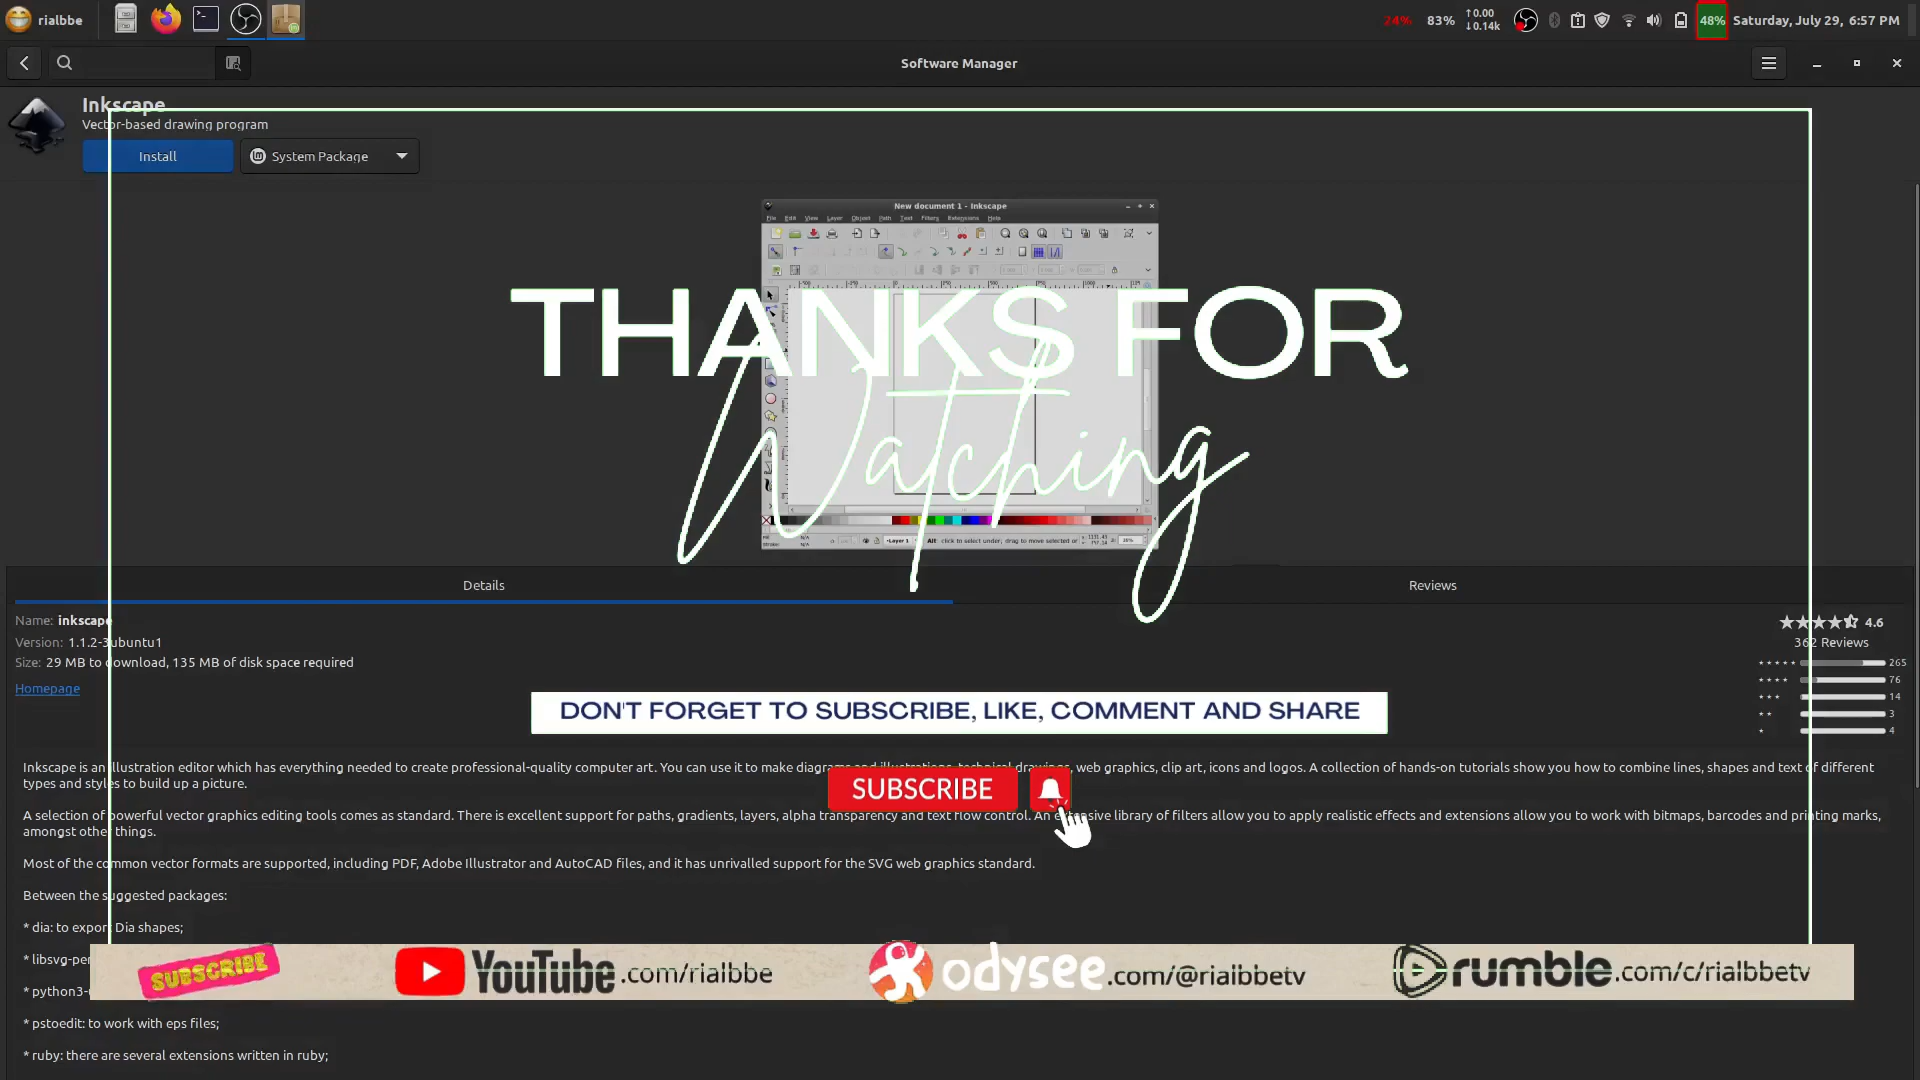 rialbbe
24%
83%
↑0.00
↓0.14k
48%
Saturday, July 29, 6:57 PM
Software Manager
Inkscape
Vector-based drawing program
Install
System Package
New document 1 - Inkscape
File Edit View Layer Object Path Text Filters Extensions Help
THANKS FOR
Watching
Details
Reviews
Name: inkscape
Version: 1.1.2-3ubuntu1
Size: 29 MB to download, 135 MB of disk space required
Homepage
4.6
362 Reviews
265
76
14
3
4
DON'T FORGET TO SUBSCRIBE, LIKE, COMMENT AND SHARE
Inkscape is an illustration editor which has everything needed to create professional-quality computer art. You can use it to make diagrams and illustrations, technical drawings, web graphics, clip art, icons and logos. A collection of hands-on tutorials show you how to combine lines, shapes and text of different
types and styles to build up a picture.
SUBSCRIBE
A selection of powerful vector graphics editing tools comes as standard. There is excellent support for paths, gradients, layers, alpha transparency and text flow control. An extensive library of filters allow you to apply realistic effects and extensions allow you to work with bitmaps, barcodes and printing marks,
amongst other things.
Most of the common vector formats are supported, including PDF, Adobe Illustrator and AutoCAD files, and it has unrivalled support for the SVG web graphics standard.
Between the suggested packages:
* dia: to export Dia shapes;
* libsvg-per
SUBSCRIBE
YouTube.com/rialbbe
odysee.com/@rialbbetv
rumble.com/c/rialbbetv
* python3-
* pstoedit: to work with eps files;
* ruby: there are several extensions written in ruby;